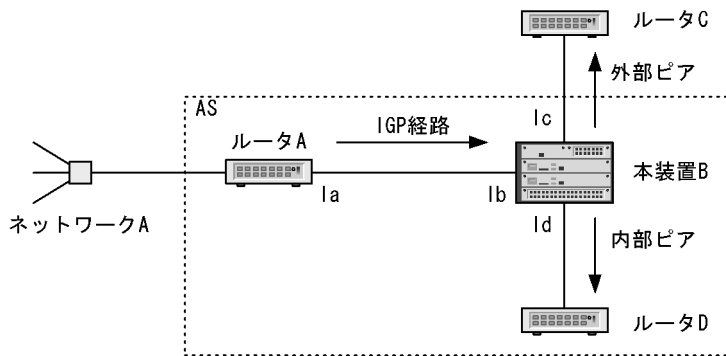 ルータC
外部ピア
AS
Ic
ルータA
IGP経路
本装置B
Ia
Ib
ネットワークA
Id
内部ピア
ルータD